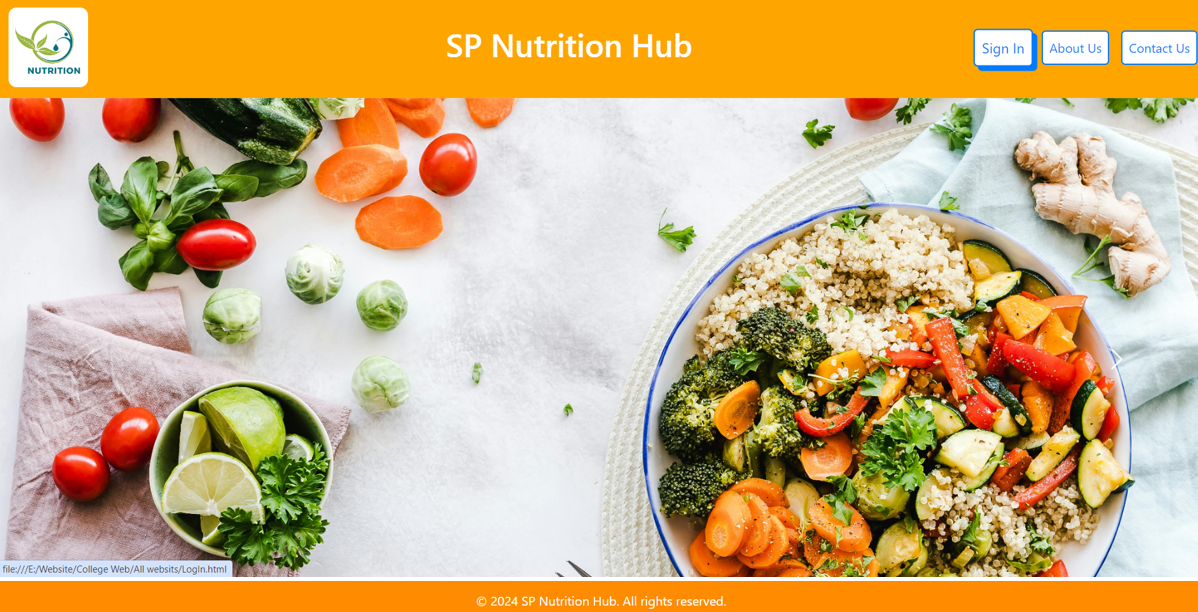 NUTRITION
SP Nutrition Hub
Sign In
About Us
Contact Us
file:///E:/Website/College Web/All websits/LogIn.html
© 2024 SP Nutrition Hub. All rights reserved.